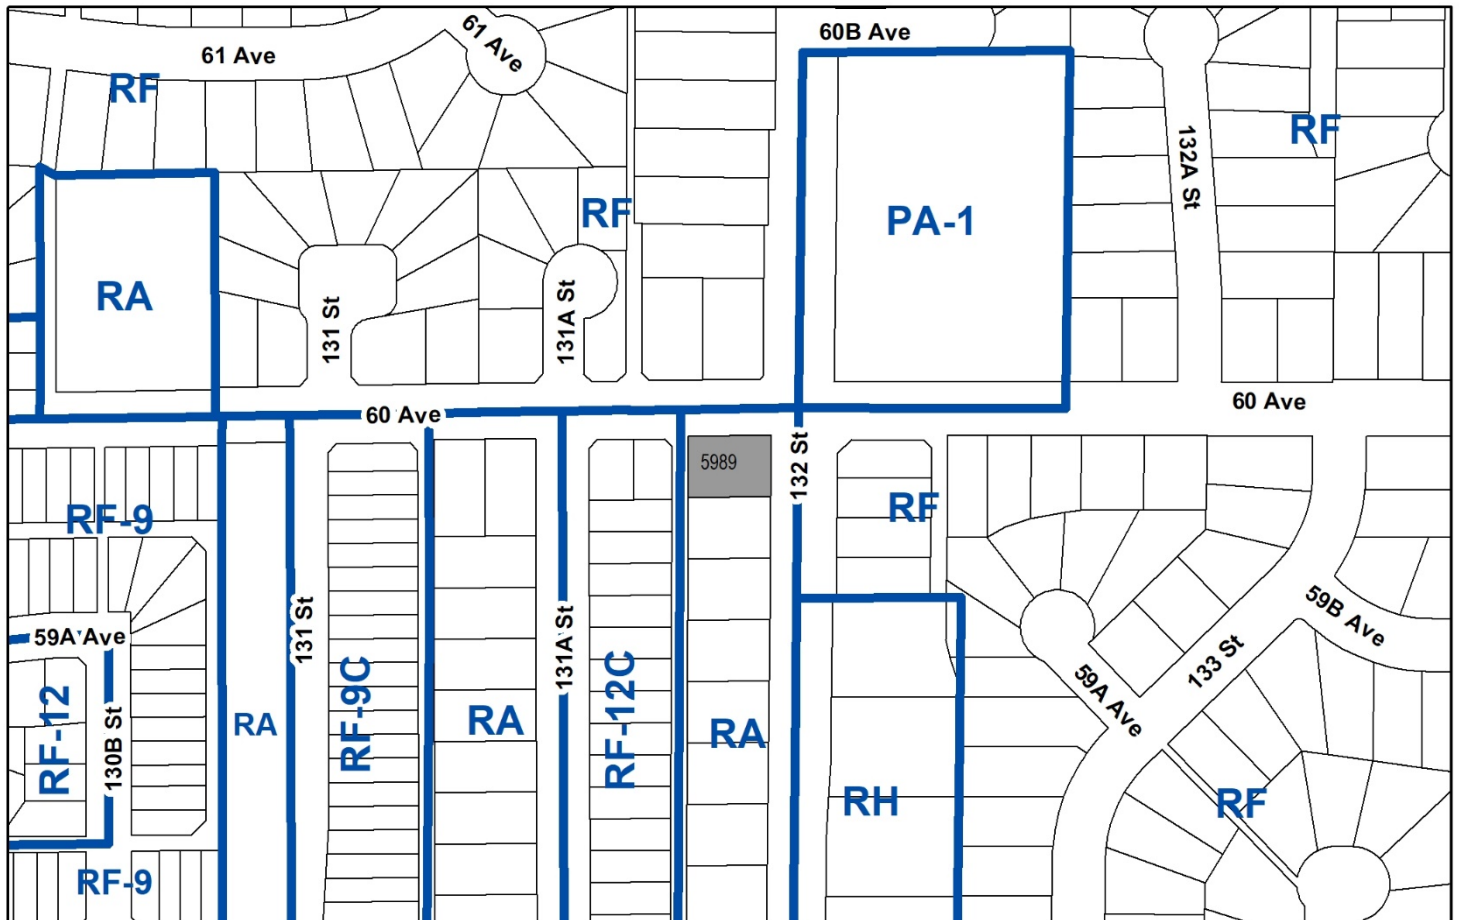 60B Ave
61 Ave
61 Ave
RF
RF
132A St
RF
PA-1
RA
131 St
131A St
60 Ave
60 Ave
5989
132 St
RF
RF-9
131 St
59A Ave
131A St
59B Ave
133 St
RF-12
130B St
RA
RF-9C
RA
RF-12C
RA
59A Ave
RH
RF
RF-9